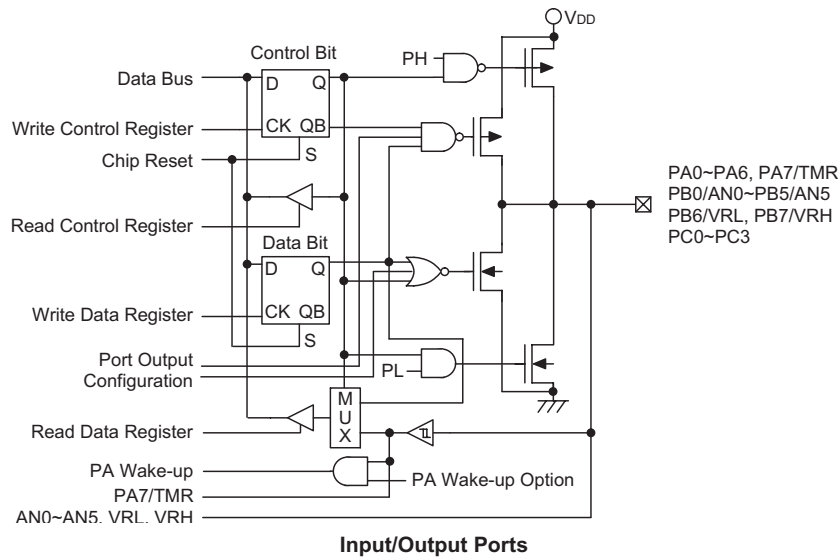 VDD
Control Bit
PH
Data Bus
D Q
Write Control Register
CK QB
Chip Reset
S
PA0~PA6, PA7/TMR
PB0/AN0~PB5/AN5
PB6/VRL, PB7/VRH
PC0~PC3
Read Control Register
Data Bit
D Q
CK QB
Write Data Register
S
Port Output
Configuration
PL
M
U
X
Read Data Register
PA Wake-up
PA Wake-up Option
PA7/TMR
AN0~AN5, VRL, VRH
Input/Output Ports